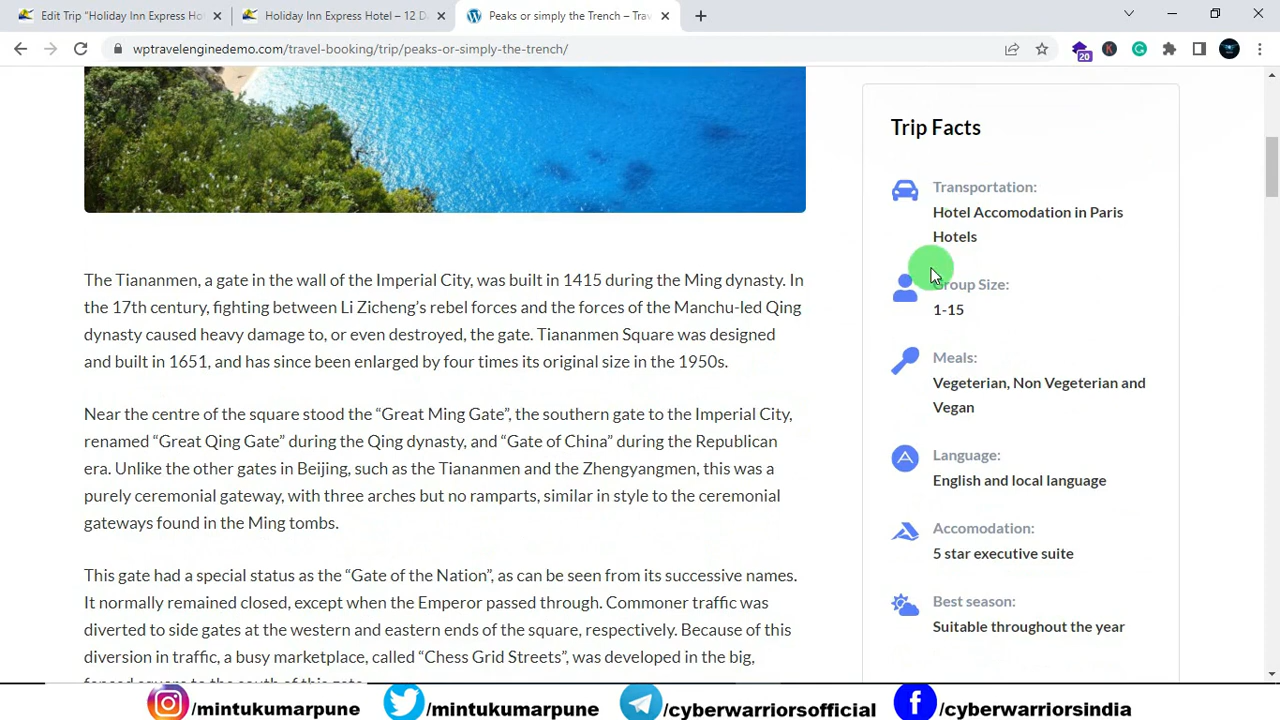 Edit Trip "Holiday Inn Express Ho
Holiday Inn Express Hotel – 12 D
Peaks or simply the Trench – Trav
wptravelenginedemo.com/travel-booking/trip/peaks-or-simply-the-trench/
20
K
The Tiananmen, a gate in the wall of the Imperial City, was built in 1415 during the Ming dynasty. In
the 17th century, fighting between Li Zicheng’s rebel forces and the forces of the Manchu-led Qing
dynasty caused heavy damage to, or even destroyed, the gate. Tiananmen Square was designed
and built in 1651, and has since been enlarged by four times its original size in the 1950s.
Near the centre of the square stood the “Great Ming Gate”, the southern gate to the Imperial City,
renamed “Great Qing Gate” during the Qing dynasty, and “Gate of China” during the Republican
era. Unlike the other gates in Beijing, such as the Tiananmen and the Zhengyangmen, this was a
purely ceremonial gateway, with three arches but no ramparts, similar in style to the ceremonial
gateways found in the Ming tombs.
This gate had a special status as the “Gate of the Nation”, as can be seen from its successive names.
It normally remained closed, except when the Emperor passed through. Commoner traffic was
diverted to side gates at the western and eastern ends of the square, respectively. Because of this
diversion in traffic, a busy marketplace, called “Chess Grid Streets”, was developed in the big,
fenced square to the south of this gate.
Trip Facts
Transportation:
Hotel Accomodation in Paris
Hotels
Group Size:
1-15
Meals:
Vegeterian, Non Vegeterian and
Vegan
Language:
English and local language
Accomodation:
5 star executive suite
Best season:
Suitable throughout the year
/mintukumarpune
/mintukumarpune
/cyberwarriorsofficial
/cyberwarriorsindia